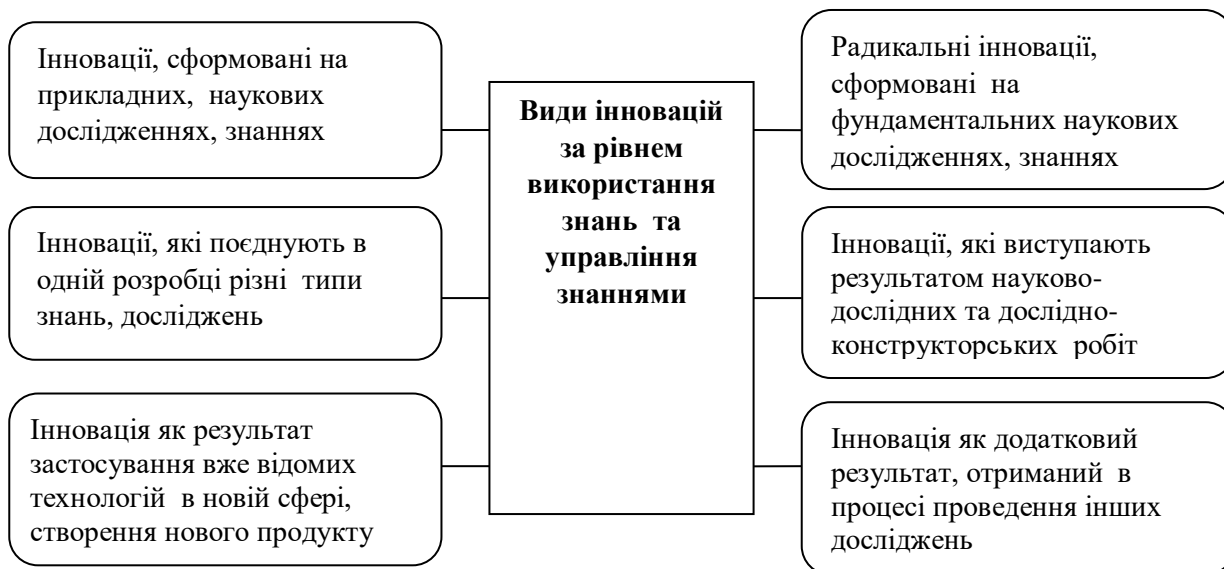 Інновації, сформовані на
прикладних, наукових
дослідженнях, знаннях
Інновації, які поєднують в
одній розробці різні типи
знань, досліджень
Інновація як результат
застосування вже відомих
технологій в новій сфері,
створення нового продукту
Види інновацій
за рівнем
використання
знань та
управління
знаннями
Радикальні інновації,
сформовані на
фундаментальних наукових
дослідженнях, знаннях
Інновації, які виступають
результатом науково-
дослідних та дослідно-
конструкторських робіт
Інновація як додатковий
результат, отриманий в
процесі проведення інших
досліджень